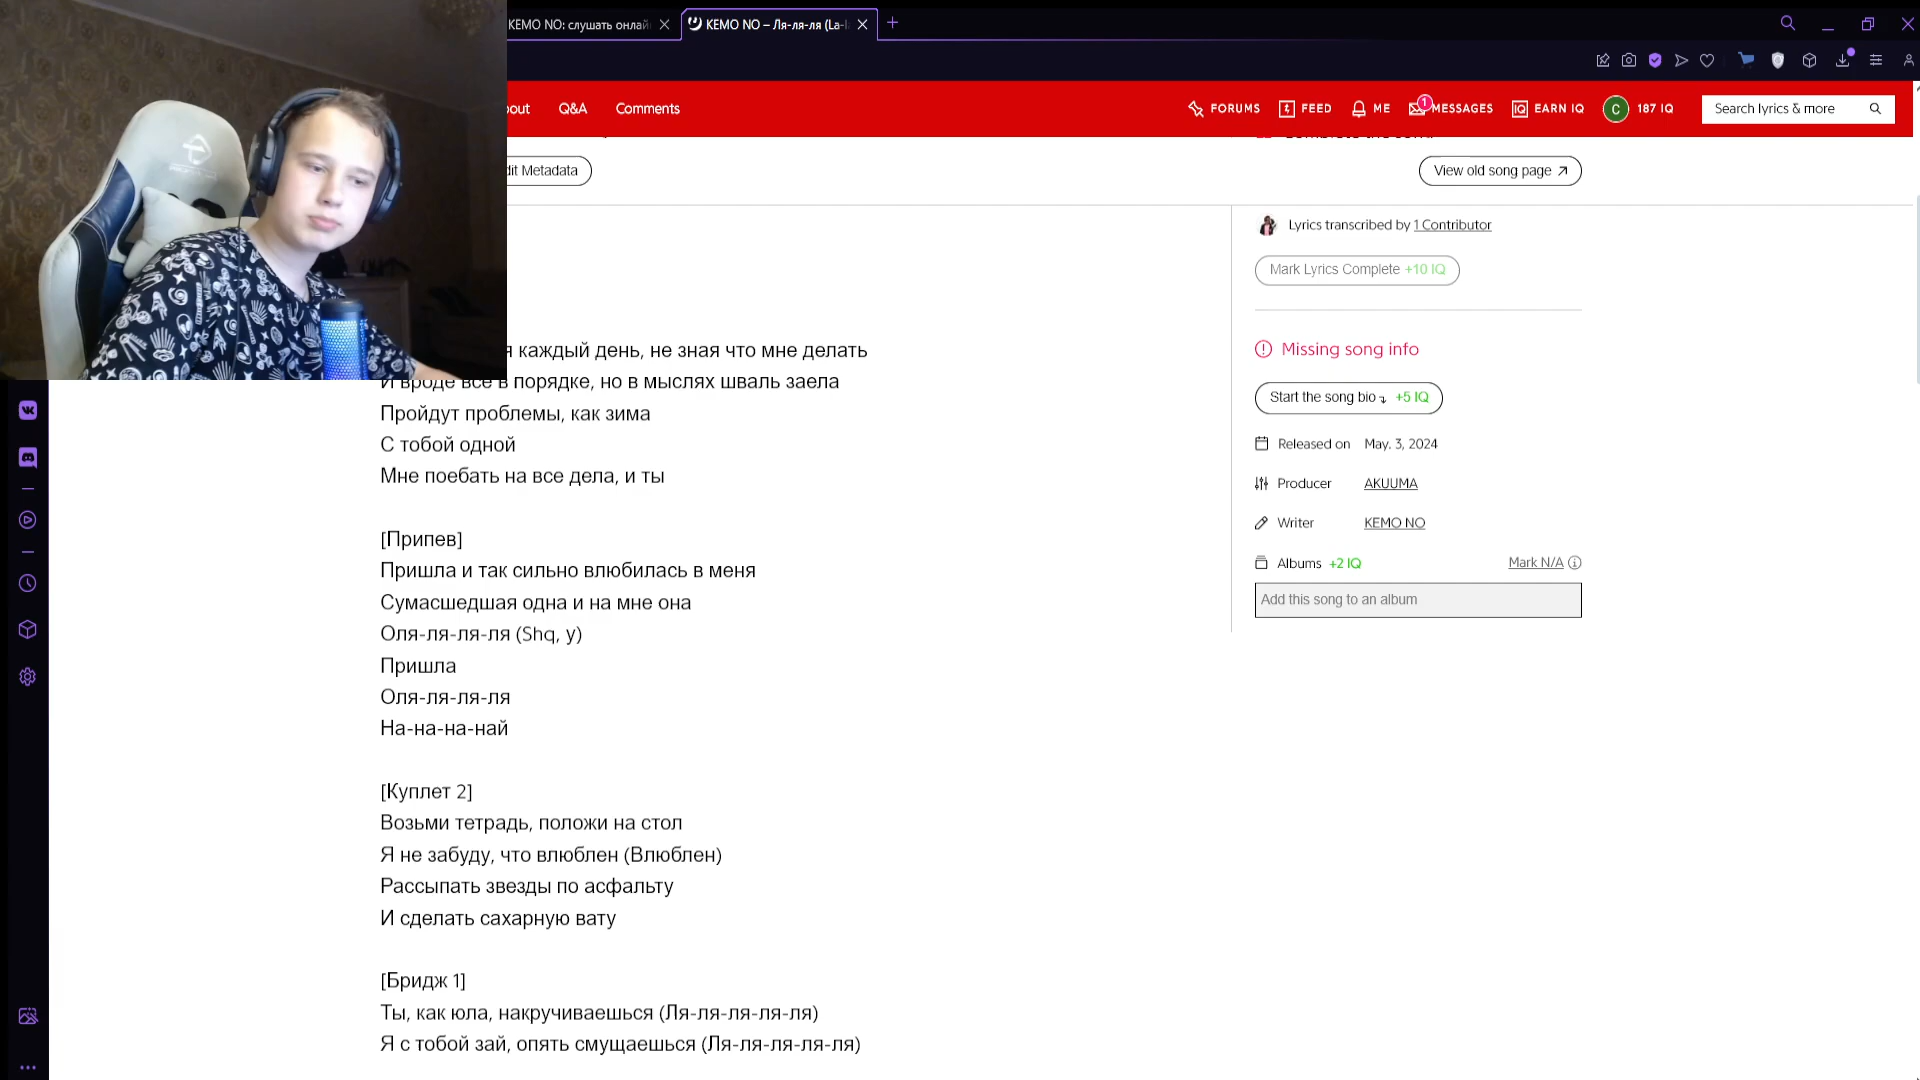 KEMO NO: слушать онлай
KEMO NO – Ля-ля-ля (La-l
out Q&A Comments
FORUMS FEED ME 1 MESSAGES EARN IQ C 187 IQ Search lyrics & more
dit Metadata
View old song page
Lyrics transcribed by 1 Contributor
Mark Lyrics Complete +10 IQ
я каждый день, не зная что мне делать
И вроде все в порядке, но в мыслях шваль заела
Пройдут проблемы, как зима
С тобой одной
Мне поебать на все дела, и ты
[Припев]
Пришла и так сильно влюбилась в меня
Сумасшедшая одна и на мне она
Оля-ля-ля-ля (Shq, y)
Пришла
Оля-ля-ля-ля
На-на-на-най
[Куплет 2]
Возьми тетрадь, положи на стол
Я не забуду, что влюблен (Влюблен)
Рассыпать звезды по асфальту
И сделать сахарную вату
[Бридж 1]
Ты, как юла, накручиваешься (Ля-ля-ля-ля-ля)
Я с тобой зай, опять смущаешься (Ля-ля-ля-ля-ля)
Missing song info
Start the song bio +5 IQ
Released on May. 3, 2024
Producer AKUUMA
Writer KEMO NO
Albums +2 IQ Mark N/A
Add this song to an album